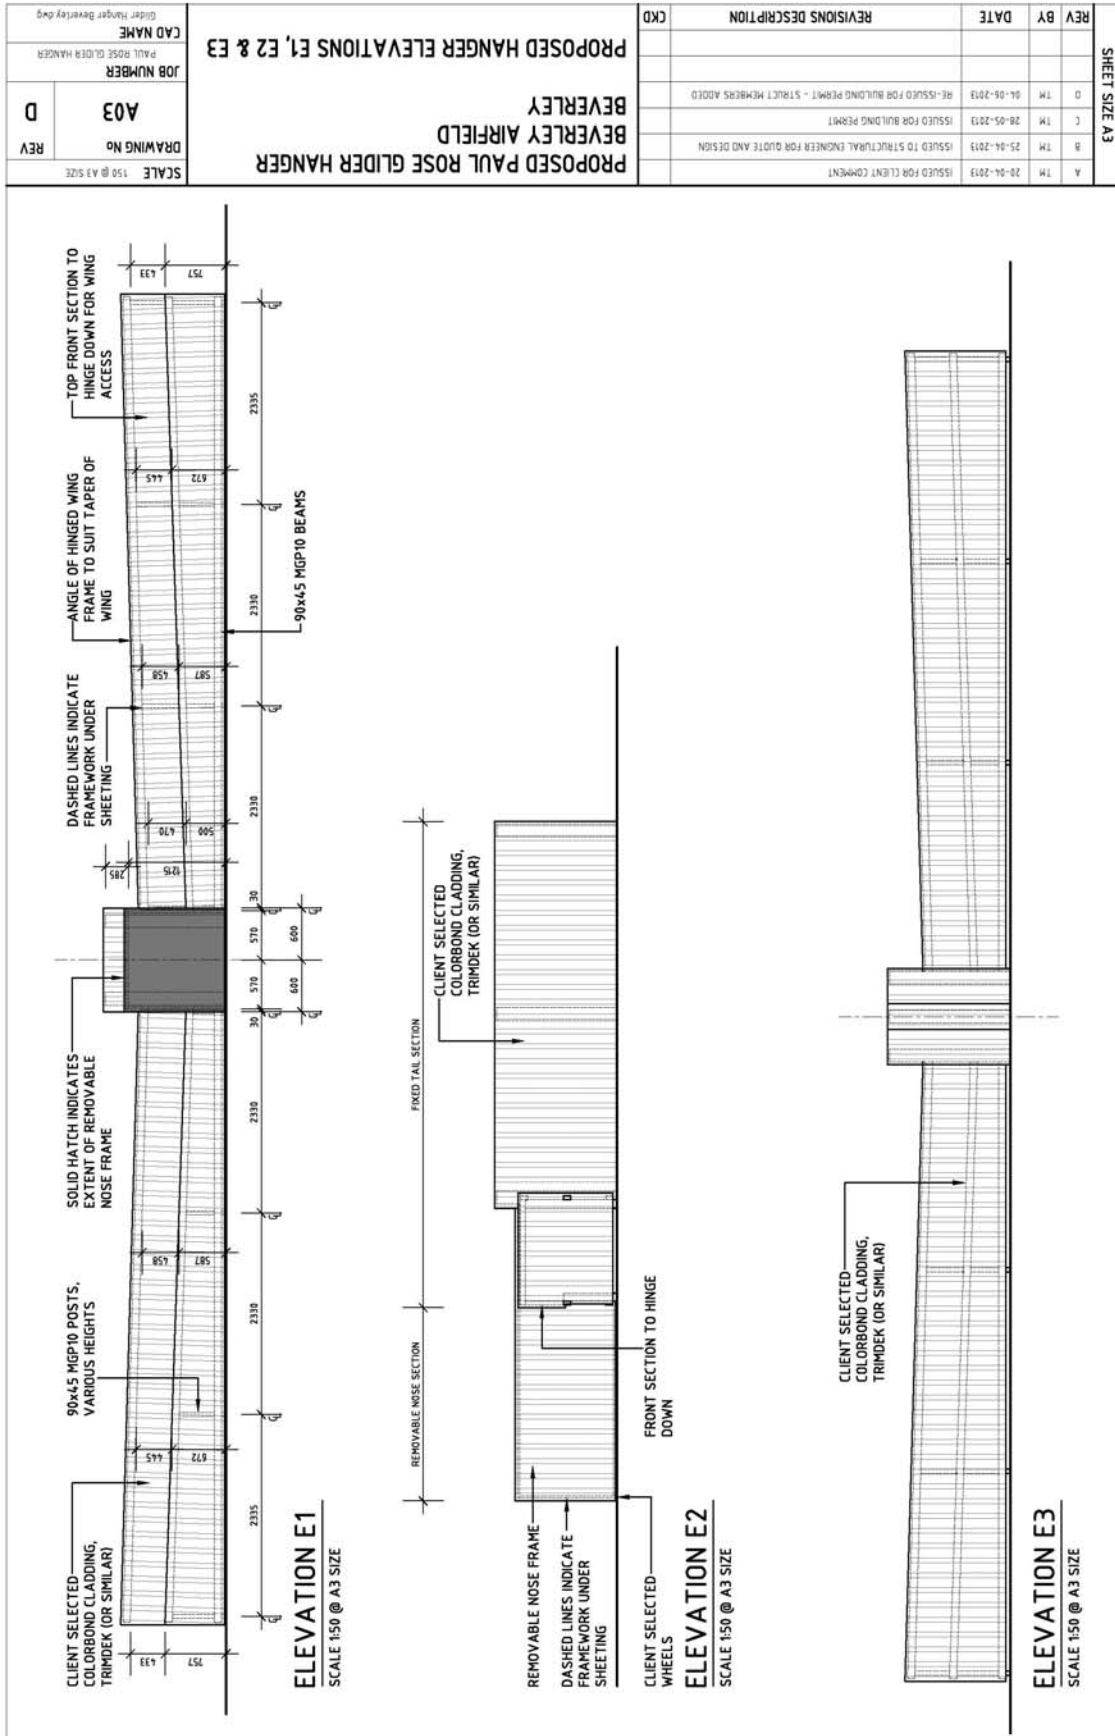 CLIENT SELECTED
COLORBOND CLADDING,
TRIMDEK (OR SIMILAR)
90x45 MGP10 POSTS,
VARIOUS HEIGHTS
SOLID HATCH INDICATES
EXTENT OF REMOVABLE
NOSE FRAME
DASHED LINES INDICATE
FRAMEWORK UNDER
SHEETING
ANGLE OF HINGED WING
FRAME TO SUIT TAPER OF
WING
TOP FRONT SECTION TO
HINGE DOWN FOR WING
ACCESS
433
757
445
672
458
587
285
1215
470
500
458
587
445
672
433
757
2335
2330
2330
30
570
570
30
2330
2330
2335
600
600
90x45 MGP10 BEAMS
ELEVATION E1
SCALE 1:50 @ A3 SIZE
REMOVABLE NOSE SECTION
FIXED TAIL SECTION
CLIENT SELECTED
COLORBOND CLADDING,
TRIMDEK (OR SIMILAR)
REMOVABLE NOSE FRAME
DASHED LINES INDICATE
FRAMEWORK UNDER
SHEETING
CLIENT SELECTED
WHEELS
FRONT SECTION TO HINGE
DOWN
ELEVATION E2
SCALE 1:50 @ A3 SIZE
CLIENT SELECTED
COLORBOND CLADDING,
TRIMDEK (OR SIMILAR)
ELEVATION E3
SCALE 1:50 @ A3 SIZE
SHEET SIZE A3
A TM 20-04-2013 ISSUED FOR CLIENT COMMENT
B TM 25-04-2013 ISSUED TO STRUCTURAL ENGINEER FOR QUOTE AND DESIGN
C TM 28-05-2013 ISSUED FOR BUILDING PERMIT
D TM 04-06-2013 RE-ISSUED FOR BUILDING PERMIT - STRUCT MEMBERS ADDED
REV BY DATE REVISIONS DESCRIPTION CKD
PROPOSED PAUL ROSE GLIDER HANGER
BEVERLEY AIRFIELD
BEVERLEY
PROPOSED HANGER ELEVATIONS E1, E2 & E3
SCALE 1:50 @ A3 SIZE
DRAWING No REV
A03 D
JOB NUMBER
PAUL ROSE GLIDER HANGER
CAD NAME
Glider Hanger Beverley.dwg